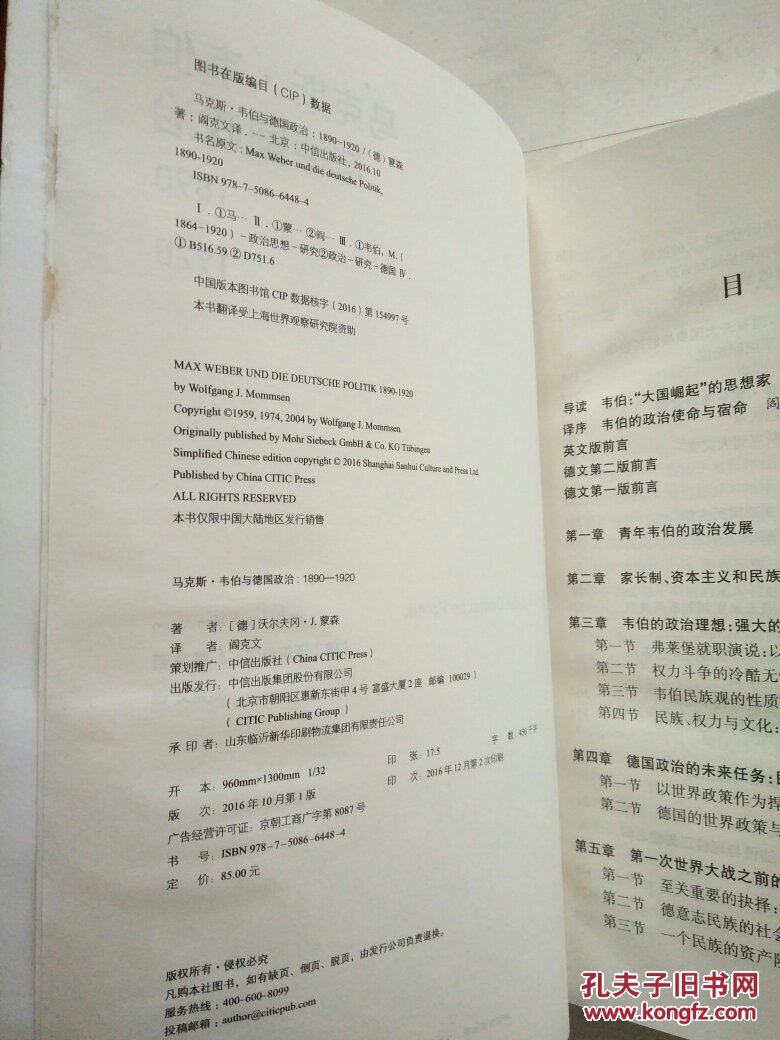 图书在版编目（CIP）数据
马克斯·韦伯与德国政治：1890-1920 /（德）蒙森
著；阎克文译 . -- 北京：中信出版社，2016.10
书名原文：Max Weber und die deutsche Politik,
1890-1920
ISBN 978-7-5086-6448-4
Ⅰ . ①马… Ⅱ . ①蒙… ②阎… Ⅲ . ①韦伯，M.（
1864-1920）-政治思想-研究②政治-研究-德国 Ⅳ .
① B516.59 ② D751.6
中国版本图书馆 CIP 数据核字（2016）第 154997 号
本书翻译受上海世界观察研究院资助
MAX WEBER UND DIE DEUTSCHE POLITIK 1890-1920
by Wolfgang J. Mommsen
Copyright ©1959, 1974, 2004 by Wolfgang J. Mommsen
Originally published by Mohr Siebeck GmbH & Co. KG Tübingen
Simplified Chinese edition copyright © 2016 Shanghai Sanhui Culture and Press Ltd.
Published by China CITIC Press
ALL RIGHTS RESERVED
本书仅限中国大陆地区发行销售
马克斯·韦伯与德国政治：1890—1920
著 者：［德］沃尔夫冈·J. 蒙森
译 者：阎克文
策划推广：中信出版社（China CITIC Press）
出版发行：中信出版集团股份有限公司
（北京市朝阳区惠新东街甲 4 号 富盛大厦 2 座 邮编 100029）
（CITIC Publishing Group）
承 印 者：山东临沂新华印刷物流集团有限责任公司
开 本：960mm×1300mm 1/32 印 张：17.5 字 数：456 千字
版 次：2016 年 10 月第 1 版 印 次：2016 年 12 月第 2 次印刷
广告经营许可证：京朝工商广字第 8087 号
书 号：ISBN 978-7-5086-6448-4
定 价：85.00 元
版权所有·侵权必究
凡购本社图书，如有缺页、倒页、脱页，由发行公司负责退换。
服务热线：400-600-8099
投稿邮箱：author@citicpub.com
目
导读 韦伯：“大国崛起”的思想家
译序 韦伯的政治使命与宿命 阎
英文版前言
德文第二版前言
德文第一版前言
第一章 青年韦伯的政治发展
第二章 家长制、资本主义和民族
第三章 韦伯的政治理想：强大的
第一节 弗莱堡就职演说：以
第二节 权力斗争的冷酷无
第三节 韦伯民族观的性质
第四节 民族、权力与文化：
第四章 德国政治的未来任务：
第一节 以世界政策作为捍
第二节 德国的世界政策与
第五章 第一次世界大战之前的
第一节 至关重要的抉择：
第二节 德意志民族的社会
第三节 一个民族的资产阶
孔夫子旧书网
www.kongfz.com